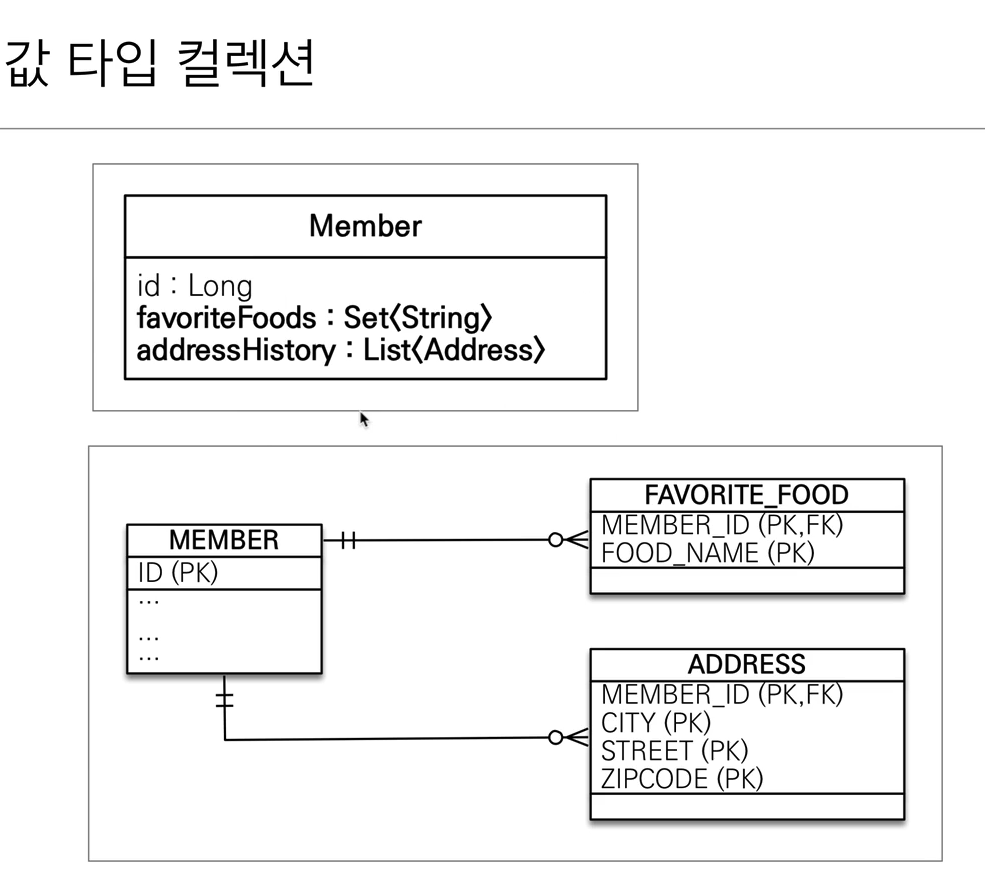 값 타입 컬렉션
Member
id : Long
favoriteFoods : Set<String>
addressHistory : List<Address>
MEMBER
ID (PK)
...
...
...
FAVORITE_FOOD
MEMBER_ID (PK,FK)
FOOD_NAME (PK)
ADDRESS
MEMBER_ID (PK,FK)
CITY (PK)
STREET (PK)
ZIPCODE (PK)